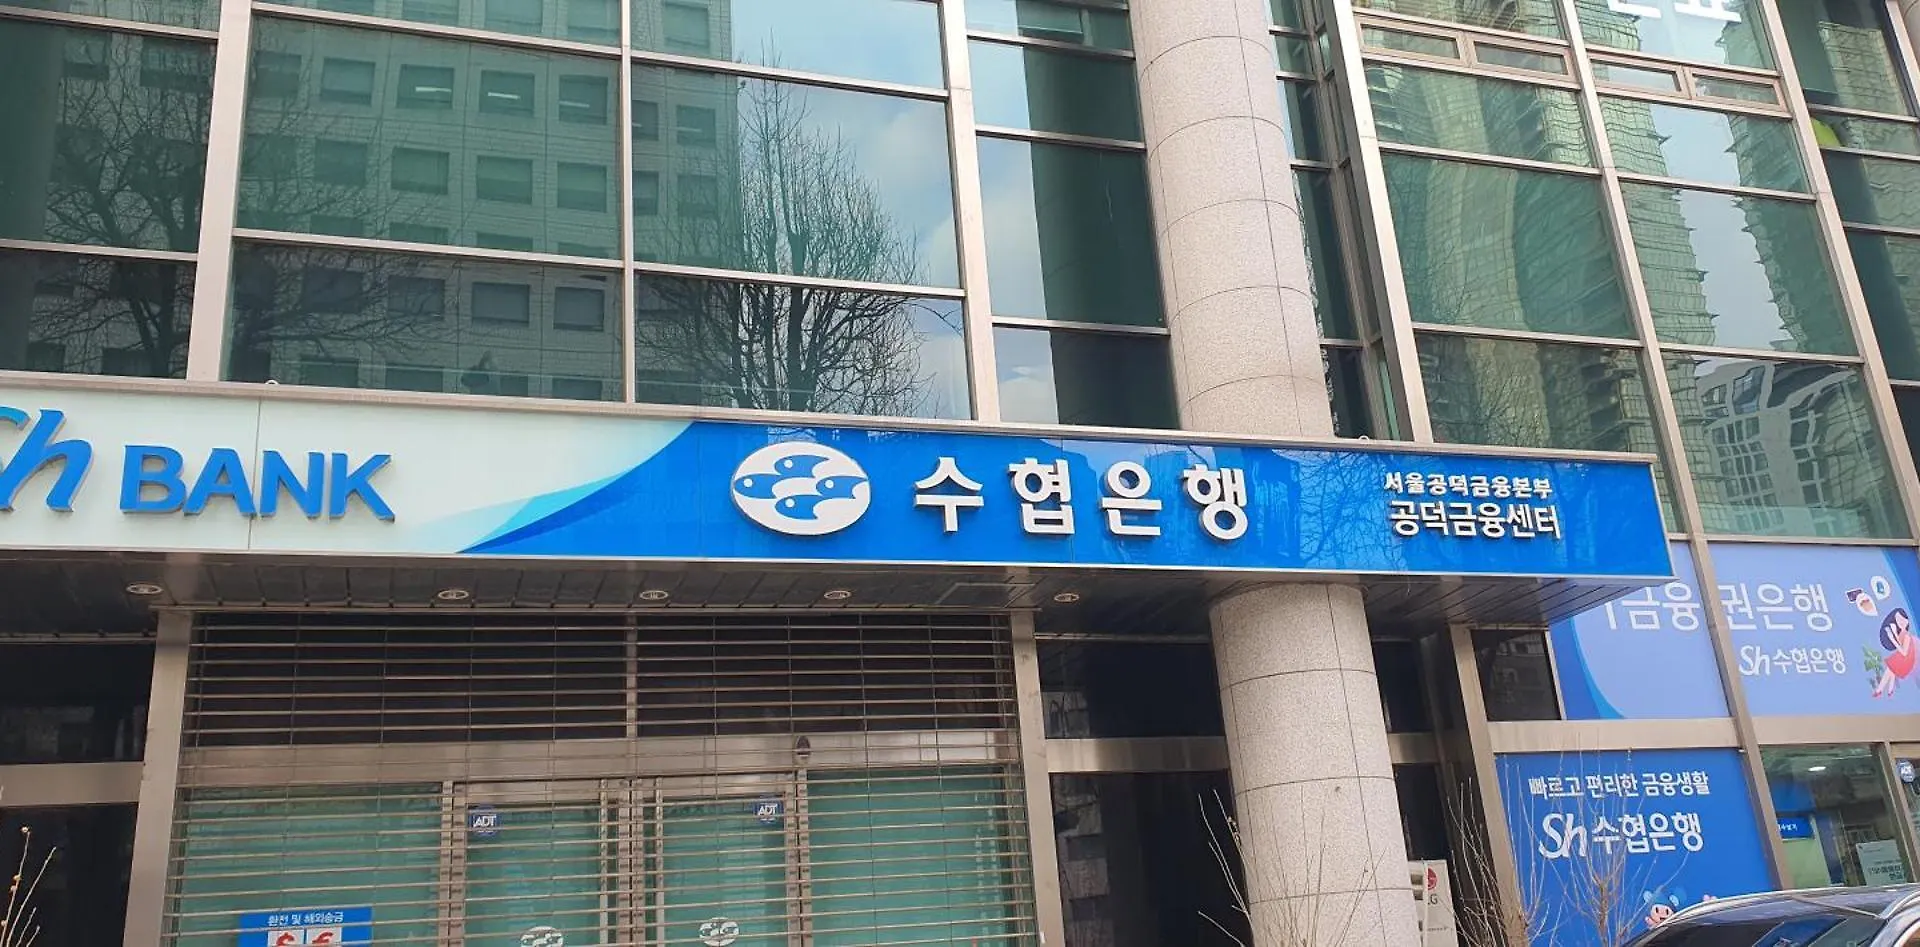 Sh BANK
수협은행
서울공덕금융본부
공덕금융센터
금융
권은행
Sh수협은행
빠르고 편리한 금융생활
Sh수협은행
ADT
ADT
ADT
환전 및 해외송금